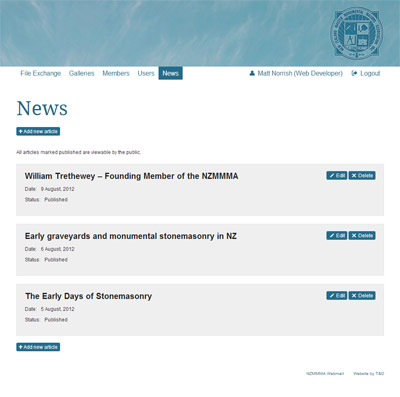 File Exchange Galleries Members Users News Matt Norrish (Web Developer) Logout
News
Add new article
All articles marked published are viewable by the public.
William Trethewey – Founding Member of the NZMMMA Edit Delete
Date: 9 August, 2012
Status: Published
Early graveyards and monumental stonemasonry in NZ Edit Delete
Date: 6 August, 2012
Status: Published
The Early Days of Stonemasonry Edit Delete
Date: 5 August, 2012
Status: Published
Add new article
NZMMMA Webmail Website by T&D